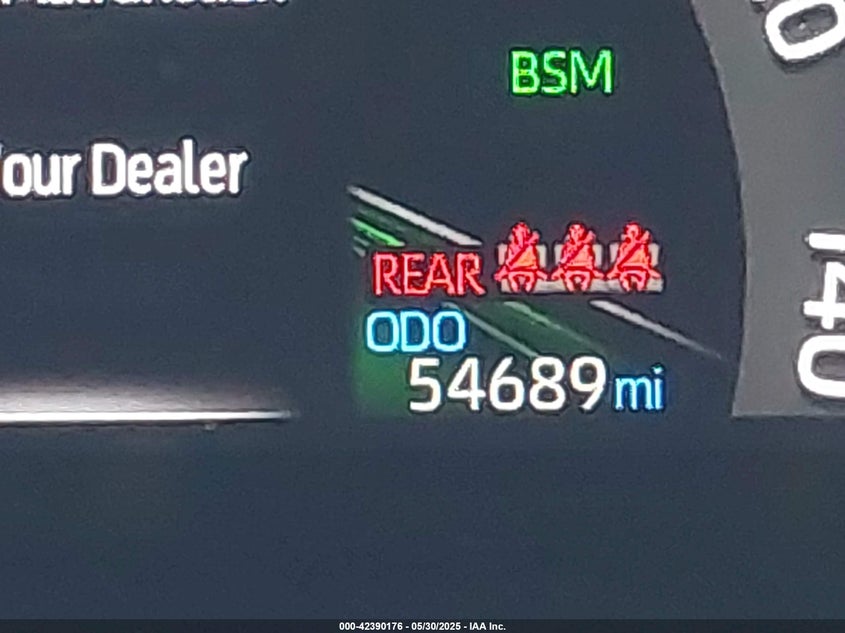 BSM
our Dealer
REAR
ODO
54689 mi
140
000-42390176 - 05/30/2025 - IAA Inc.